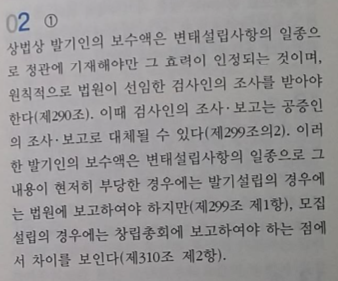 02 ①
상법상 발기인의 보수액은 변태설립사항의 일종으
로 정관에 기재해야만 그 효력이 인정되는 것이며,
원칙적으로 법원이 선임한 검사인의 조사를 받아야
한다(제290조). 이때 검사인의 조사·보고는 공증인
의 조사·보고로 대체될 수 있다(제299조의2). 이러
한 발기인의 보수액은 변태설립사항의 일종으로 그
내용이 현저히 부당한 경우에는 발기설립의 경우에
는 법원에 보고하여야 하지만(제299조 제1항), 모집
설립의 경우에는 창립총회에 보고하여야 하는 점에
서 차이를 보인다(제310조 제2항).